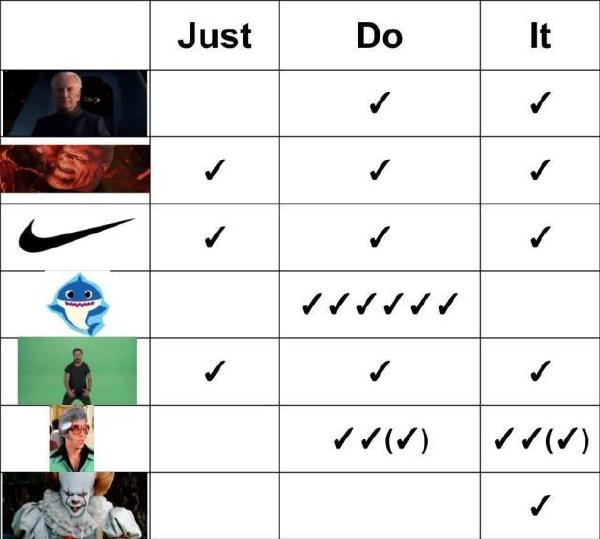 Just Do It
✓ ✓
✓ ✓ ✓
✓ ✓ ✓
✓✓✓✓✓✓
✓ ✓ ✓
✓✓(✓) ✓✓(✓)
✓